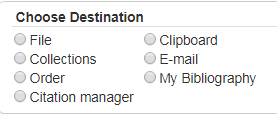 Choose Destination
File
Clipboard
Collections
E-mail
Order
My Bibliography
Citation manager